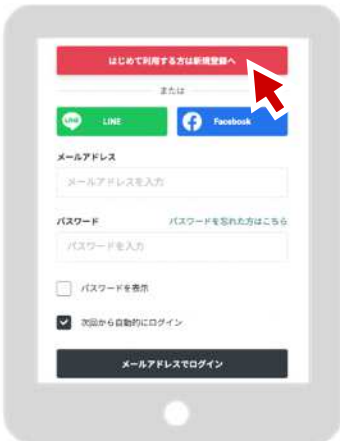 はじめて利用する方は新規登録へ
または
LINE LINE
Facebook
メールアドレス
メールアドレスを入力
パスワード パスワードを忘れた方はこちら
パスワードを入力
パスワードを表示
次回から自動的にログイン
メールアドレスでログイン